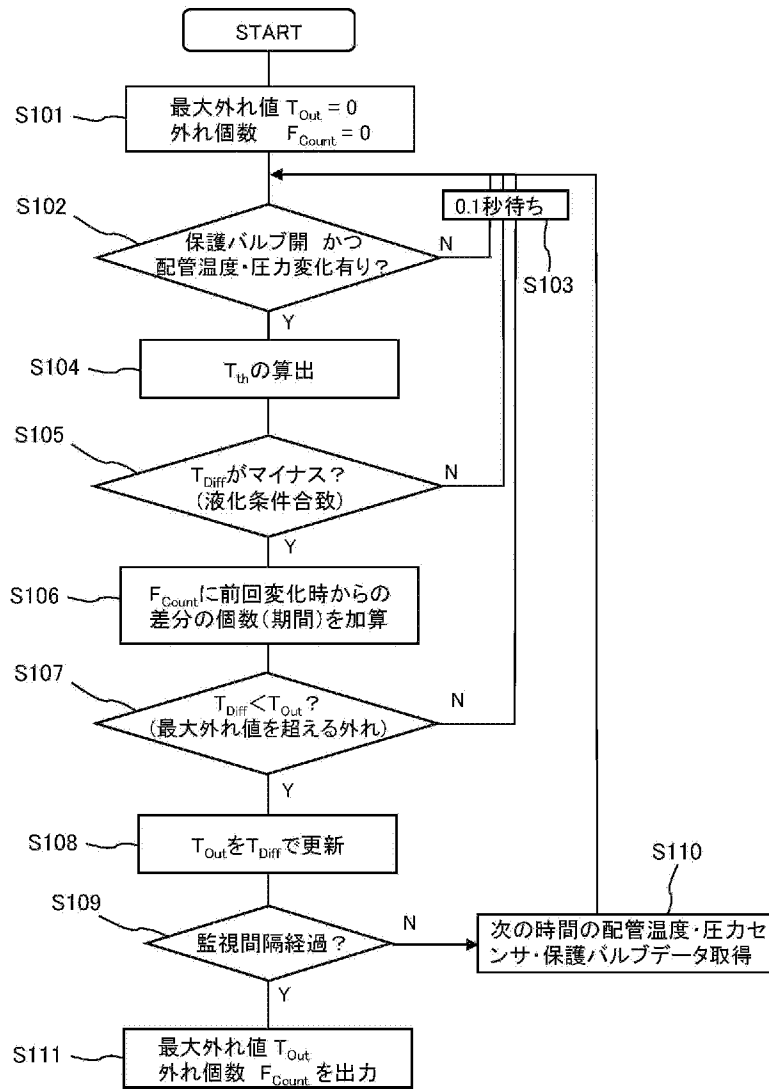 START
S101
最大外れ値 T_Out = 0
外れ個数 F_Count = 0
S102
保護バルブ開 かつ
配管温度・圧力変化有り？
N
0.1秒待ち
S103
Y
S104
T_thの算出
S105
T_Diffがマイナス？
(液化条件合致)
N
Y
S106
F_Countに前回変化時からの
差分の個数(期間)を加算
S107
T_Diff<T_Out？
(最大外れ値を超える外れ)
N
Y
S108
T_OutをT_Diffで更新
S109
監視間隔経過？
N
S110
次の時間の配管温度・圧力セ
ンサ・保護バルブデータ取得
Y
S111
最大外れ値 T_Out
外れ個数 F_Count を出力